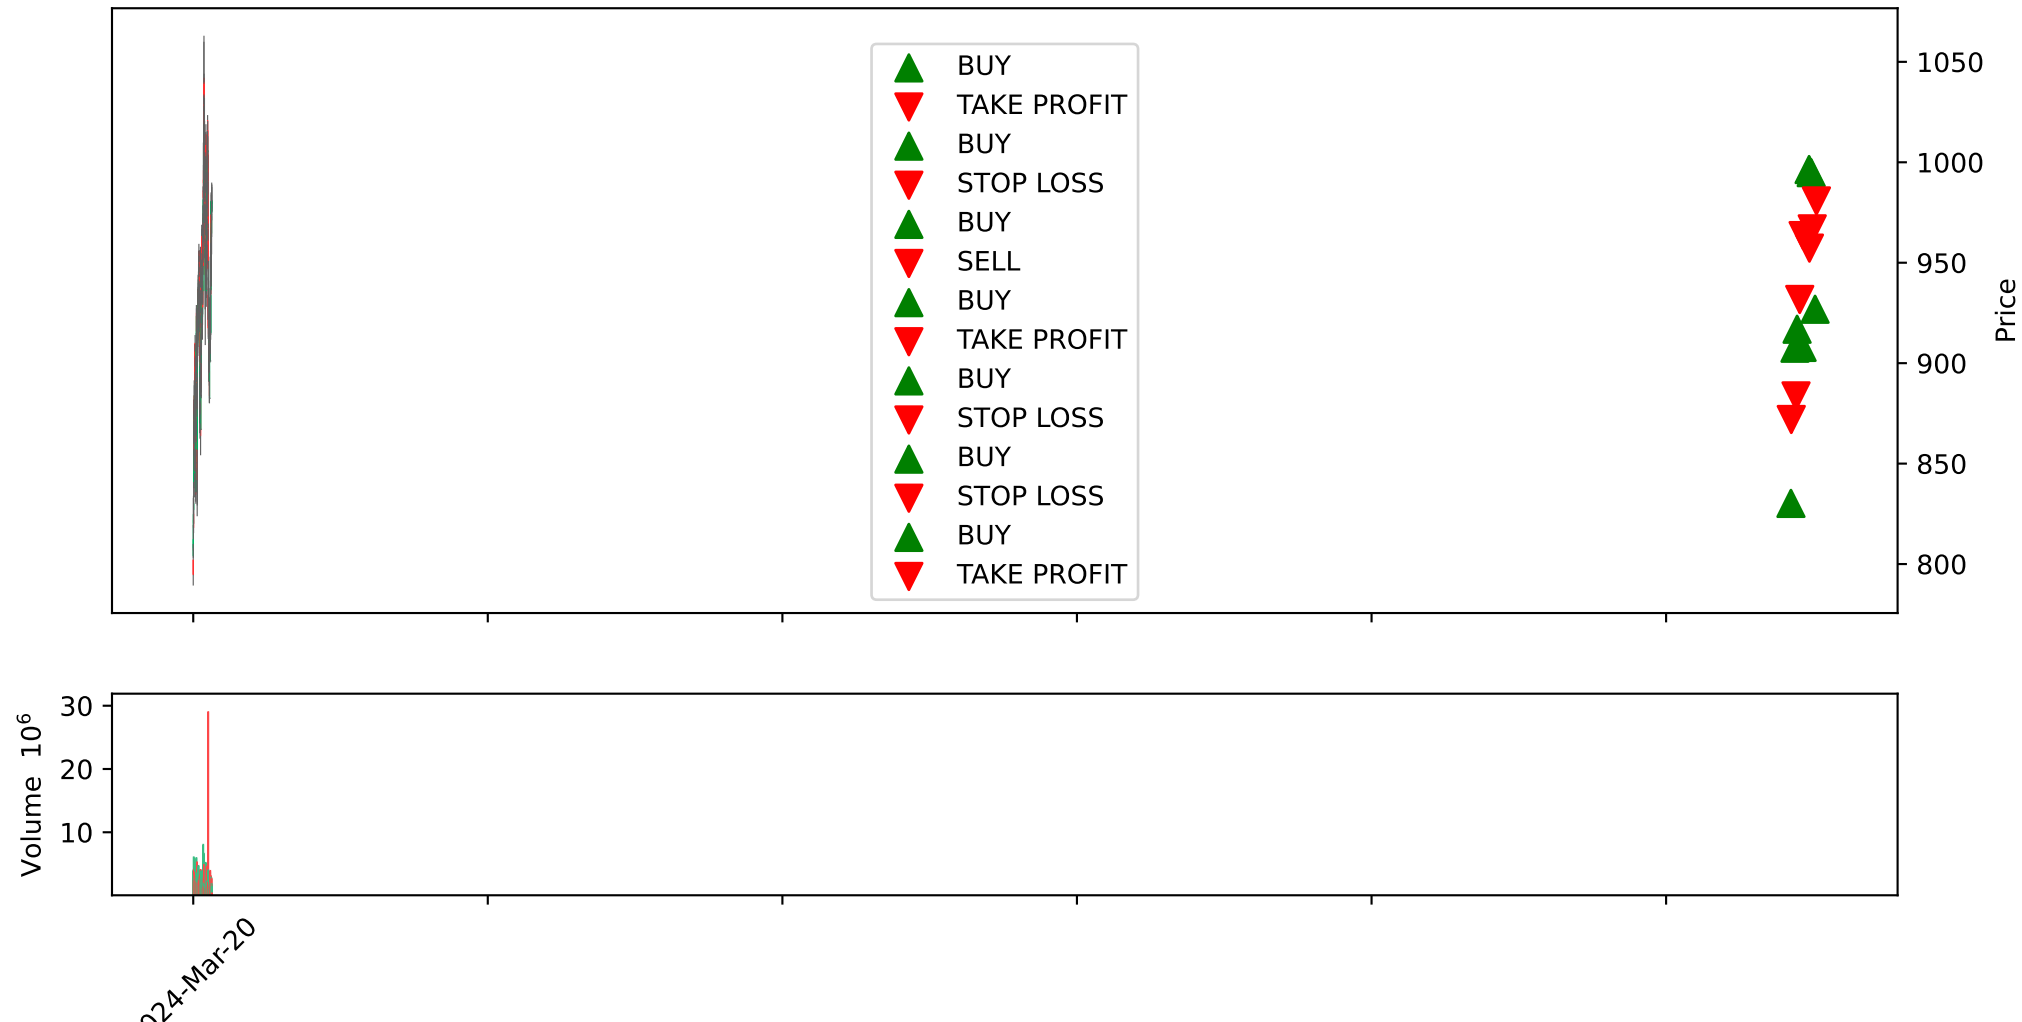 BUY
TAKE PROFIT
BUY
STOP LOSS
BUY
SELL
BUY
TAKE PROFIT
BUY
STOP LOSS
BUY
STOP LOSS
BUY
TAKE PROFIT
1050
1000
950
900
850
800
Price
30
20
10
Volume 10⁶
024-Mar-20